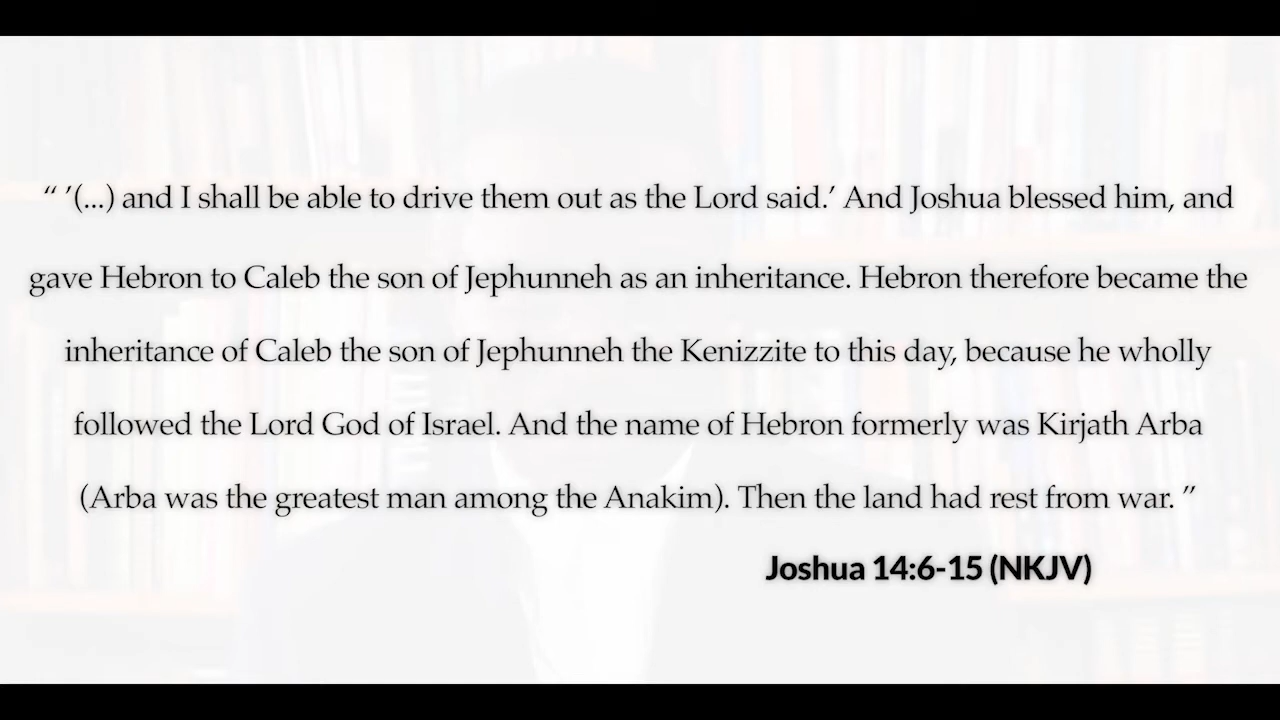 “ ’(...) and I shall be able to drive them out as the Lord said.’ And Joshua blessed him, and
gave Hebron to Caleb the son of Jephunneh as an inheritance. Hebron therefore became the
inheritance of Caleb the son of Jephunneh the Kenizzite to this day, because he wholly
followed the Lord God of Israel. And the name of Hebron formerly was Kirjath Arba
(Arba was the greatest man among the Anakim). Then the land had rest from war. ”
Joshua 14:6-15 (NKJV)